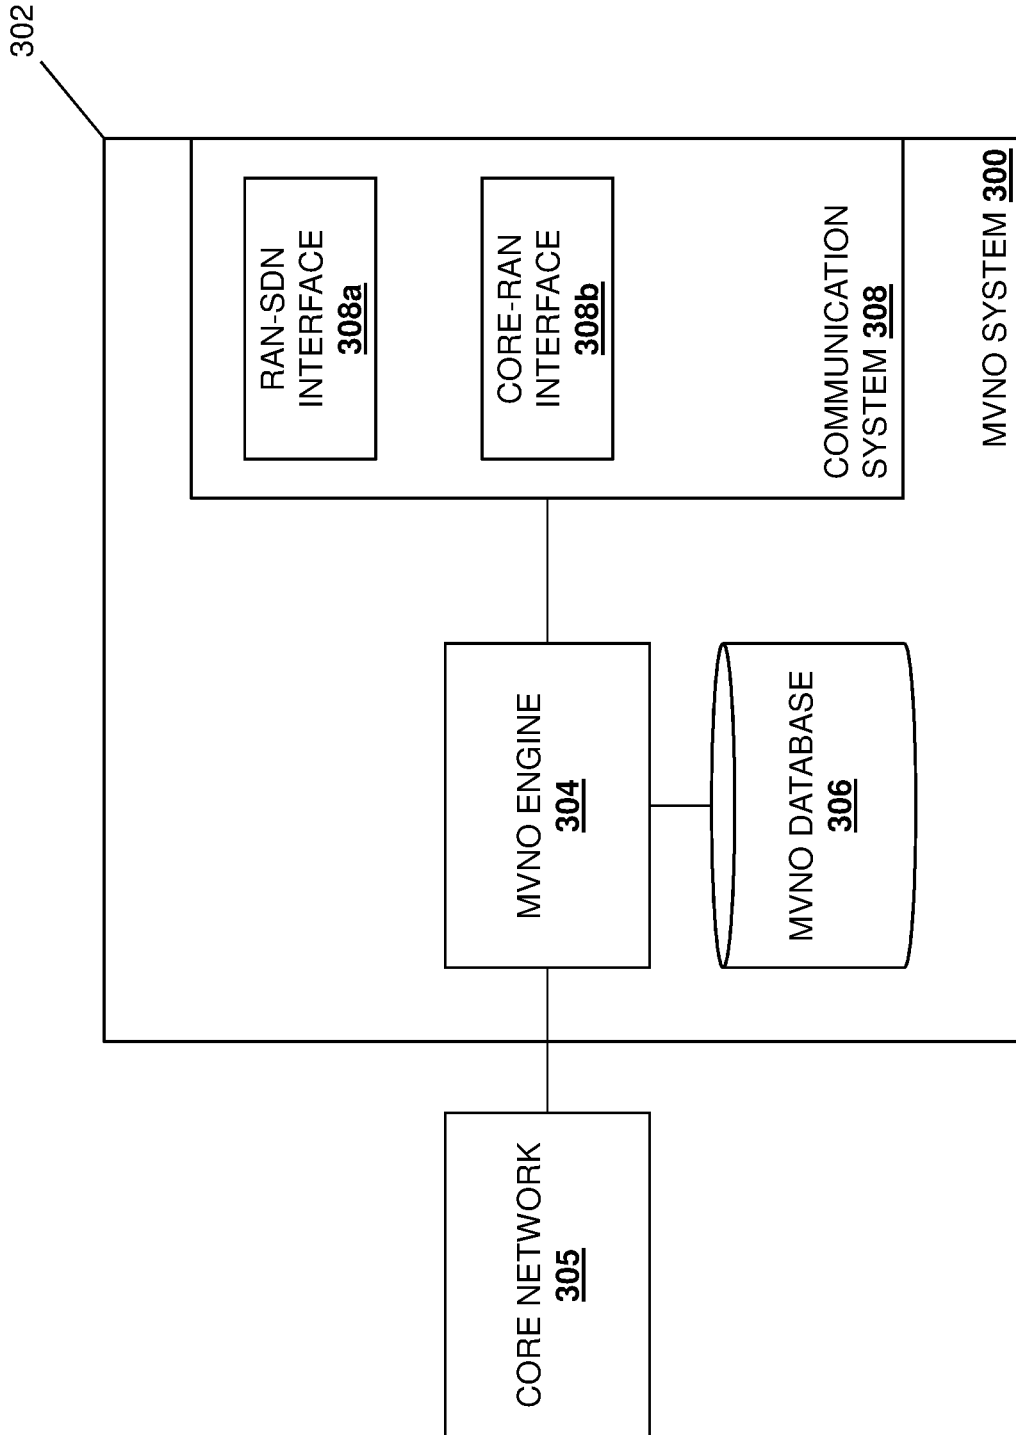 302
RAN-SDN
INTERFACE
308a
CORE-RAN
INTERFACE
308b
COMMUNICATION
SYSTEM 308
MVNO SYSTEM 300
MVNO ENGINE
304
MVNO DATABASE
306
CORE NETWORK
305